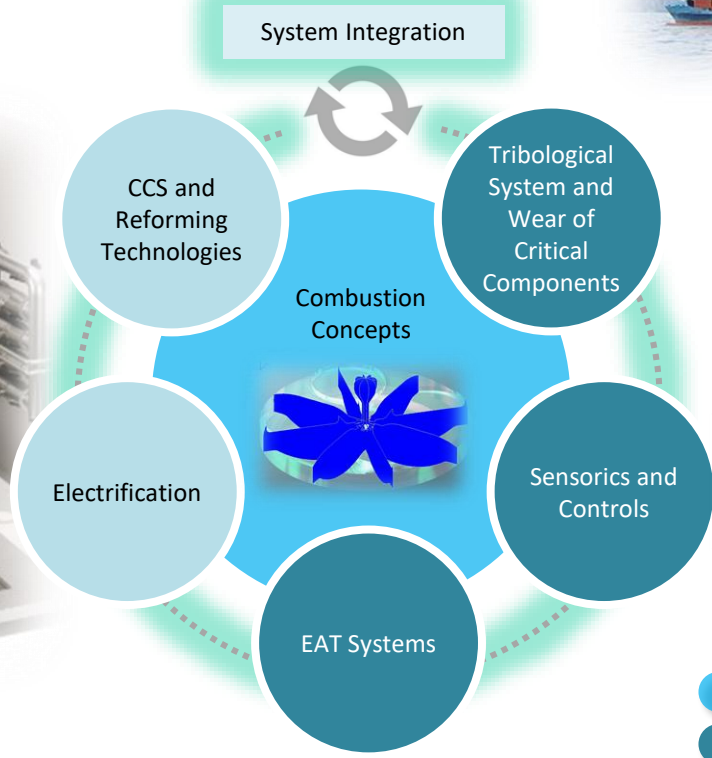 System Integration
CCS and
Reforming
Technologies
Tribological
System and
Wear of
Critical
Components
Combustion
Concepts
Electrification
Sensorics and
Controls
EAT Systems